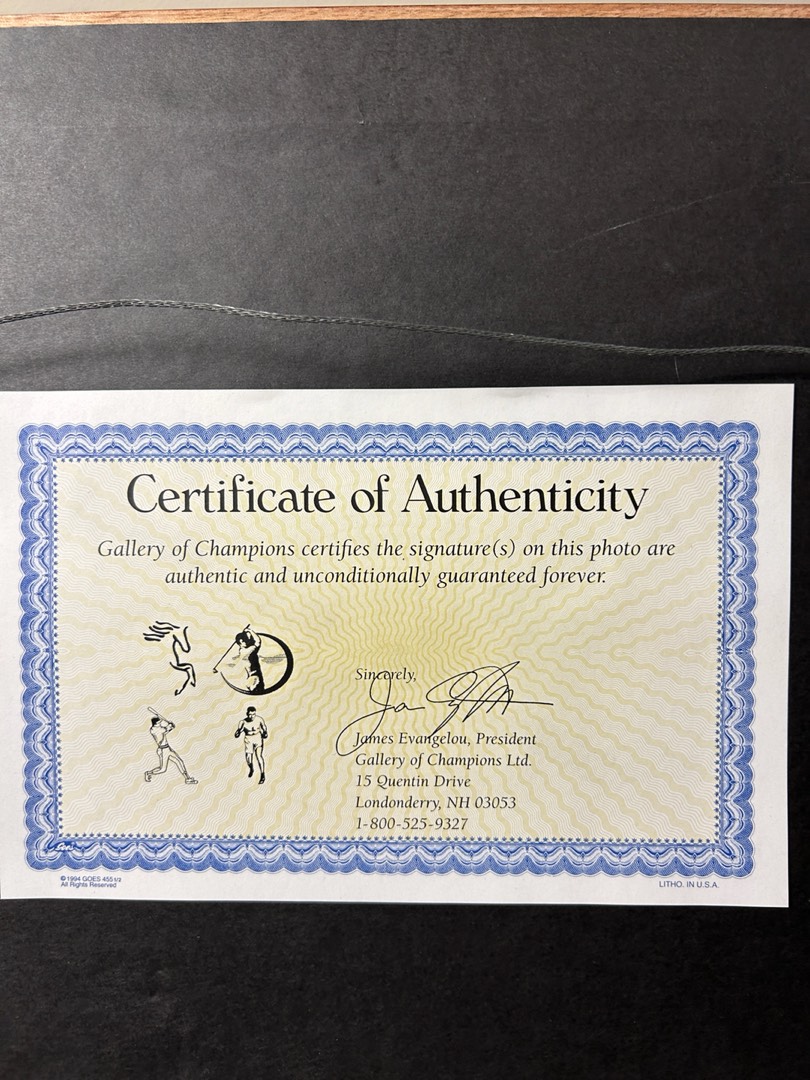 Certificate of Authenticity
Gallery of Champions certifies the signature(s) on this photo are
authentic and unconditionally guaranteed forever.
Sincerely,
James Evangelou, President
Gallery of Champions Ltd.
15 Quentin Drive
Londonderry, NH 03053
1-800-525-9327
© 1994 GOES 455 1/2
All Rights Reserved
LITHO. IN U.S.A.